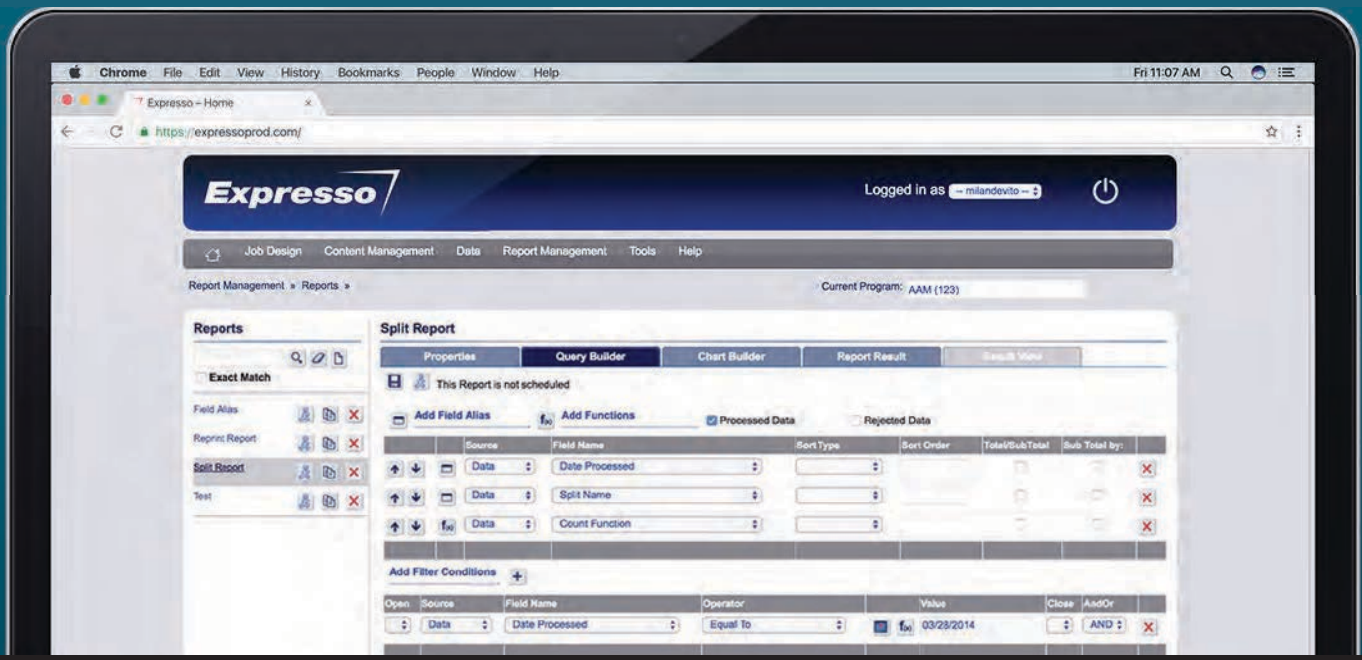 Chrome File Edit View History Bookmarks People Window Help Fri 11:07 AM
Expresso – Home ×
https://expressoprod.com/
Expresso
Logged in as -- milandevito --
Job Design Content Management Data Report Management Tools Help
Report Management » Reports » Current Program: AAM (123)
Reports
Exact Match
Field Alias
Reprint Report
Split Report
Test
Split Report
Properties Query Builder Chart Builder Report Result Result View
This Report is not scheduled
Add Field Alias f(x) Add Functions Processed Data Rejected Data
Source Field Name Sort Type Sort Order Total/SubTotal Sub Total by:
Data Date Processed
Data Split Name
f(x) Data Count Function
Add Filter Conditions +
Open Source Field Name Operator Value Close AndOr
Data Date Processed Equal To f(x) 03/28/2014 AND